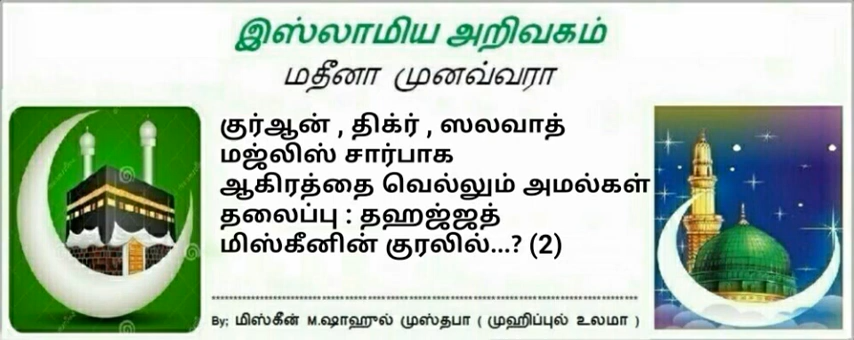 இஸ்லாமிய அறிவகம்
மதீனா முனவ்வரா
குர்ஆன் , திக்ர் , ஸலவாத்
மஜ்லிஸ் சார்பாக
ஆகிரத்தை வெல்லும் அமல்கள்
தலைப்பு : தஹஜ்ஜத்
மிஸ்கீனின் குரலில்...? (2)
By; மிஸ்கீன் M.ஷாஹுல் முஸ்தபா ( முஹிப்புல் உலமா )